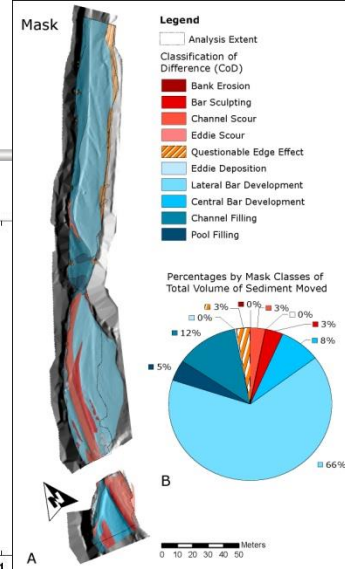 Mask
Legend
Analysis Extent
Classification of
Difference (CoD)
Bank Erosion
Bar Sculpting
Channel Scour
Eddie Scour
Questionable Edge Effect
Eddie Deposition
Lateral Bar Development
Central Bar Development
Channel Filling
Pool Filling
Percentages by Mask Classes of
Total Volume of Sediment Moved
3%
0%
3%
0%
0%
3%
12%
8%
5%
66%
N
B
Meters
0 10 20 30 40 50
A